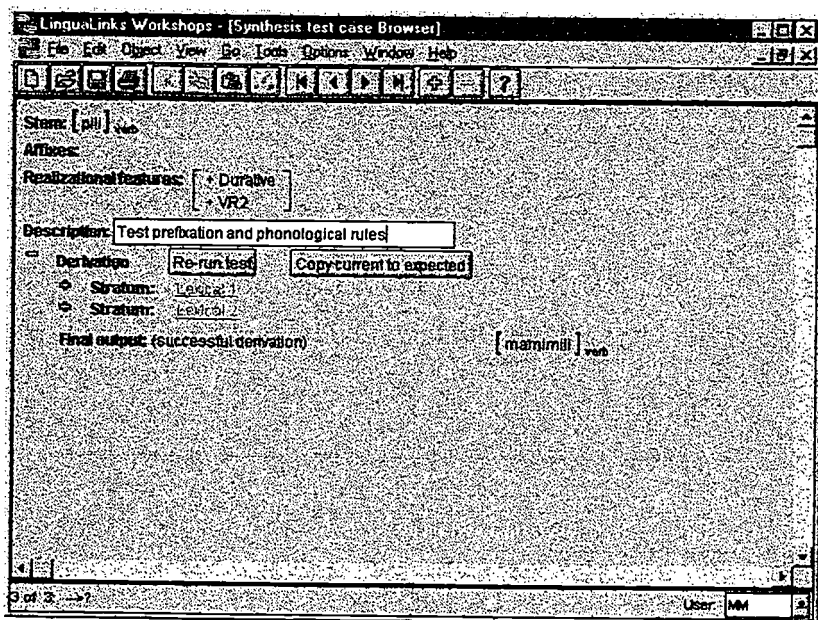 LinguaLinks Workshops - [Synthesis test case Browser]
File Edit Object View Go Tools Options Window Help
Stem: [ pili ] verb
Affixes:
Realizational features: [ + Durative
+ VR2 ]
Description: Test prefixation and phonological rules
Derivation Re-run test Copy current to expected
Stratum: Lexical 1
Stratum: Lexical 2
Final output: (successful derivation) [ mamimili ] verb
3 of 3 -->? User: MM